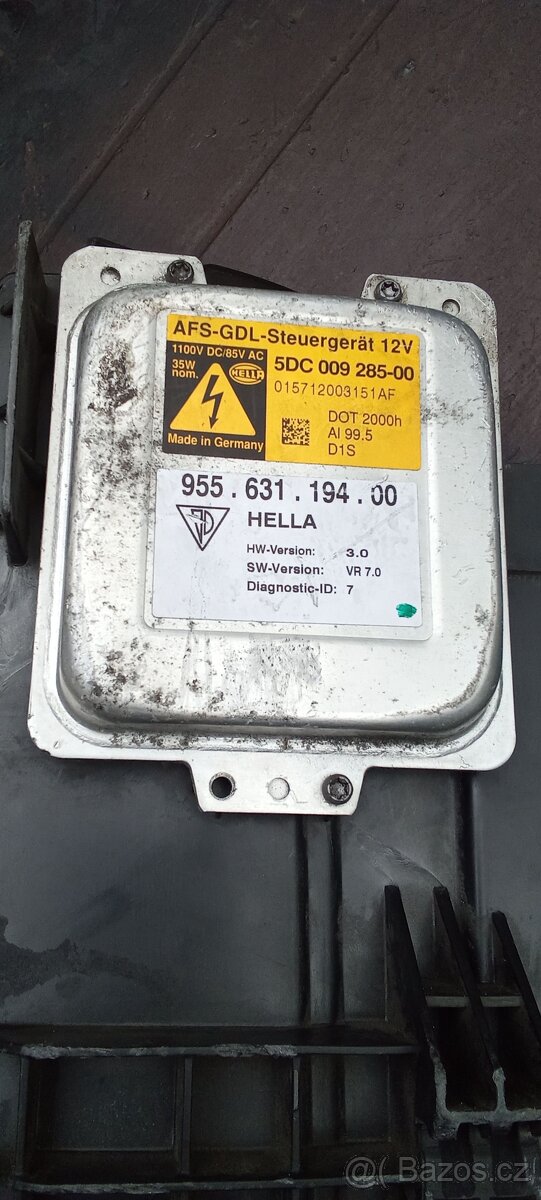 AFS-GDL-Steuergerät 12V
1100V DC/85V AC
35W
nom.
HELLA
Made in Germany
5DC 009 285-00
015712003151AF
DOT 2000h
AI 99.5
D1S
955.631.194.00
HELLA
HW-Version: 3.0
SW-Version: VR 7.0
Diagnostic-ID: 7
@( Bazos.cz